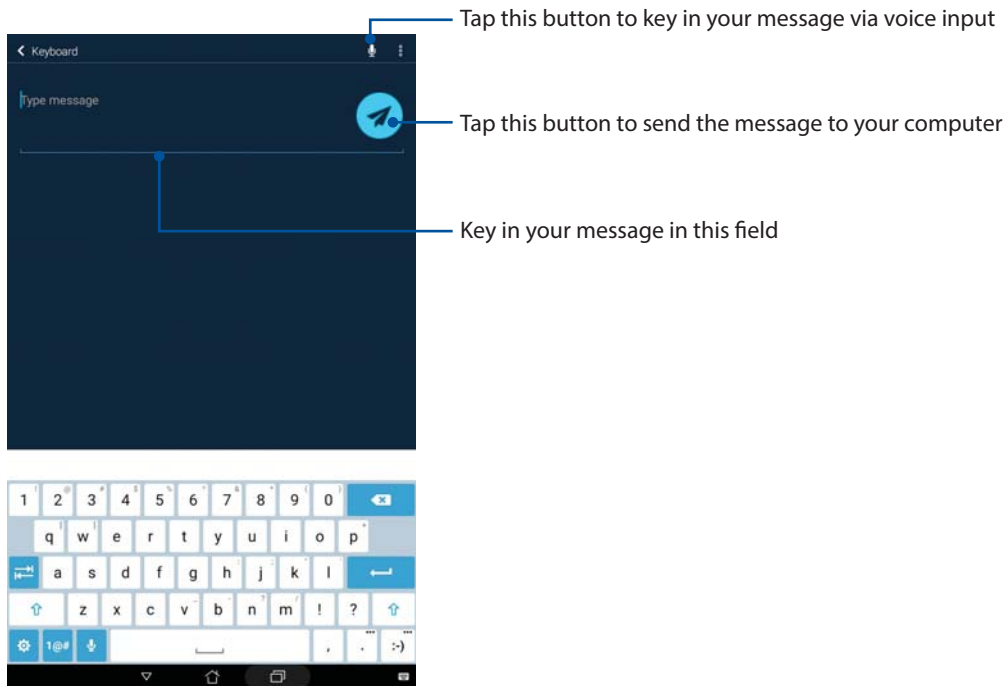 Tap this button to key in your message via voice input
Keyboard
Type message
Tap this button to send the message to your computer
Key in your message in this field
1 2 3 4 5 6 7 8 9 0
q w e r t y u i o p
a s d f g h j k l
z x c v b n m ! ?
1@# , . :-)